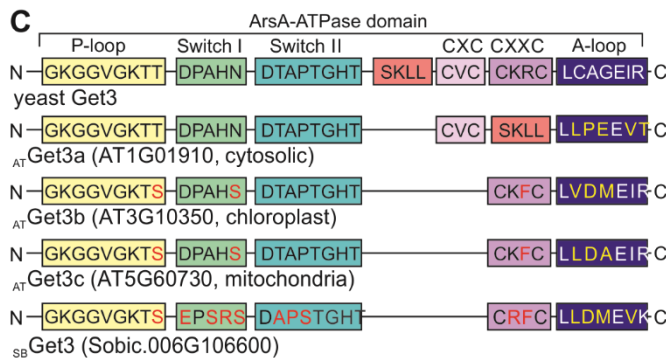 C
ArsA-ATPase domain
P-loop Switch I Switch II CXC CXXC A-loop
N GKGGVGKTT DPAHN DTAPTGHT SKLL CVC CKRC LCAGEIR C
yeast Get3
N GKGGVGKTT DPAHN DTAPTGHT CVC SKLL LLPEEVT C
ATGet3a (AT1G01910, cytosolic)
N GKGGVGKTS DPAHS DTAPTGHT CKFC LVDMEIR C
ATGet3b (AT3G10350, chloroplast)
N GKGGVGKTS DPAHS DTAPTGHT CKFC LLDAEIR C
ATGet3c (AT5G60730, mitochondria)
N GKGGVGKTS EPSRS DAPSTGHT CRFC LLDMEVK C
SBGet3 (Sobic.006G106600)